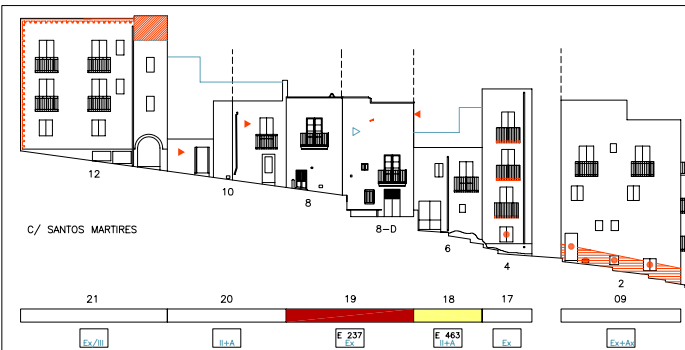 12
10
8
8-D
6
4
2
C/ SANTOS MARTIRES
21
20
19
18
17
09
Ex/III
II+A
E 237
Ex
E 463
II+A
Ex
Ex+Ax